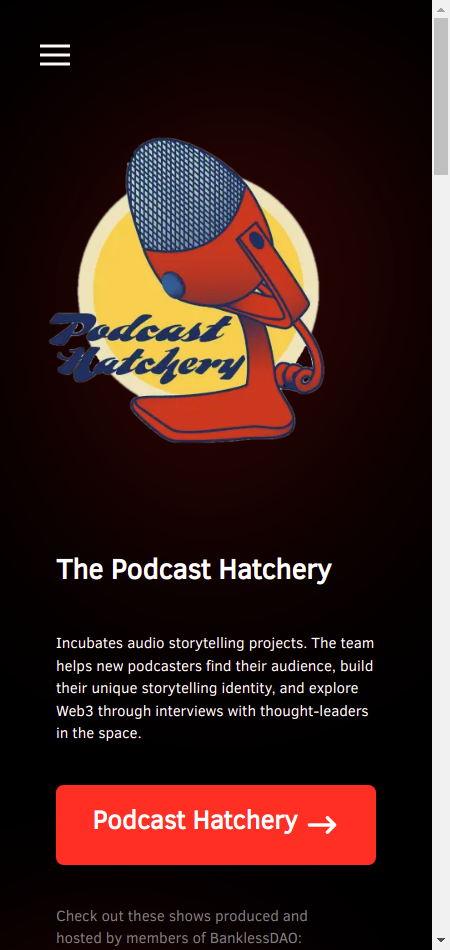 Podcast
Hatchery
The Podcast Hatchery
Incubates audio storytelling projects. The team
helps new podcasters find their audience, build
their unique storytelling identity, and explore
Web3 through interviews with thought-leaders
in the space.
Podcast Hatchery →
Check out these shows produced and
hosted by members of BanklessDAO: